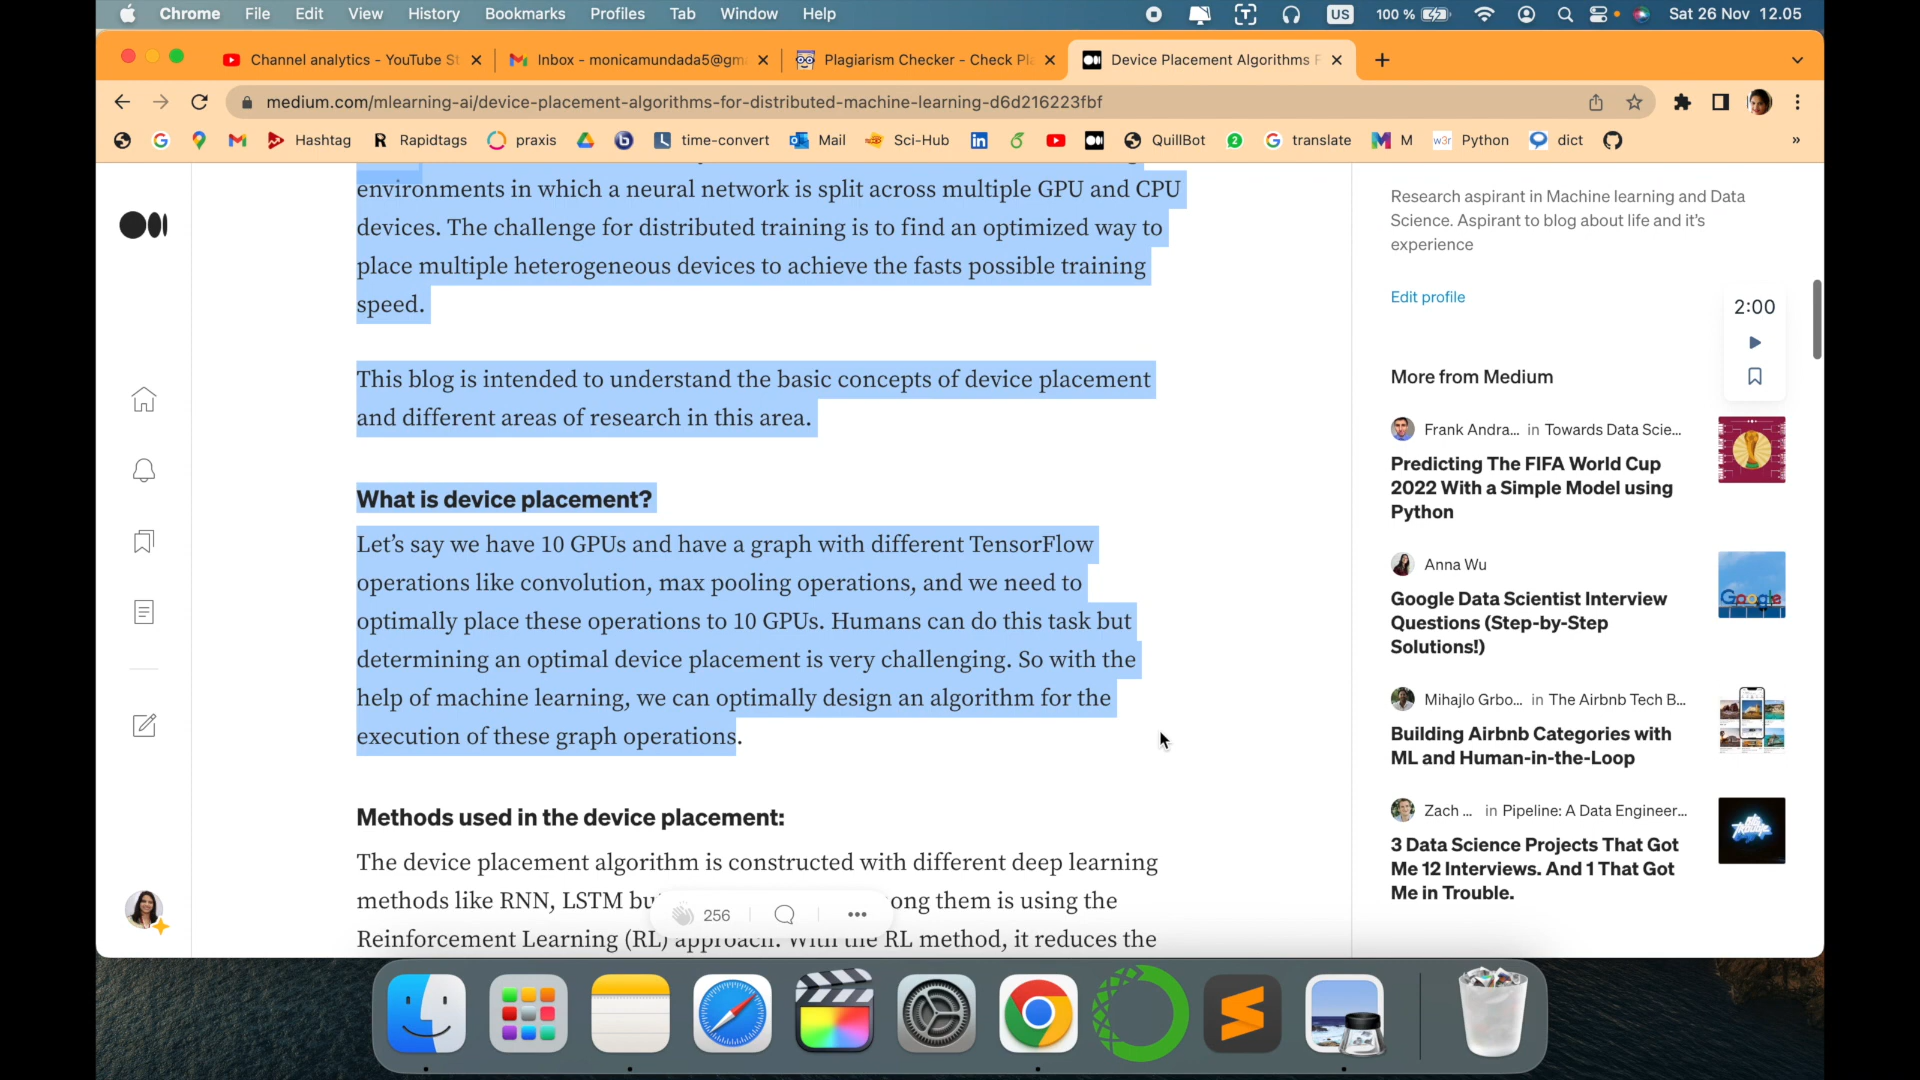 Chrome File Edit View History Bookmarks Profiles Tab Window Help US 100 % Sat 26 Nov 12.05
Channel analytics - YouTube St
Inbox - monicamundada5@gm
Plagiarism Checker - Check Pl
Device Placement Algorithms F
medium.com/mlearning-ai/device-placement-algorithms-for-distributed-machine-learning-d6d216223fbf
Hashtag Rapidtags praxis time-convert Mail Sci-Hub QuillBot translate M Python dict
environments in which a neural network is split across multiple GPU and CPU
devices. The challenge for distributed training is to find an optimized way to
place multiple heterogeneous devices to achieve the fasts possible training
speed.
This blog is intended to understand the basic concepts of device placement
and different areas of research in this area.
What is device placement?
Let’s say we have 10 GPUs and have a graph with different TensorFlow
operations like convolution, max pooling operations, and we need to
optimally place these operations to 10 GPUs. Humans can do this task but
determining an optimal device placement is very challenging. So with the
help of machine learning, we can optimally design an algorithm for the
execution of these graph operations.
Methods used in the device placement:
The device placement algorithm is constructed with different deep learning
methods like RNN, LSTM bu ong them is using the
Reinforcement Learning (RL) approach. With the RL method, it reduces the
256
Research aspirant in Machine learning and Data
Science. Aspirant to blog about life and it’s
experience
Edit profile
2:00
More from Medium
Frank Andra... in Towards Data Scie...
Predicting The FIFA World Cup
2022 With a Simple Model using
Python
Anna Wu
Google Data Scientist Interview
Questions (Step-by-Step
Solutions!)
Google
Mihajlo Grbo... in The Airbnb Tech B...
Building Airbnb Categories with
ML and Human-in-the-Loop
Zach ... in Pipeline: A Data Engineer...
3 Data Science Projects That Got
Me 12 Interviews. And 1 That Got
Me in Trouble.